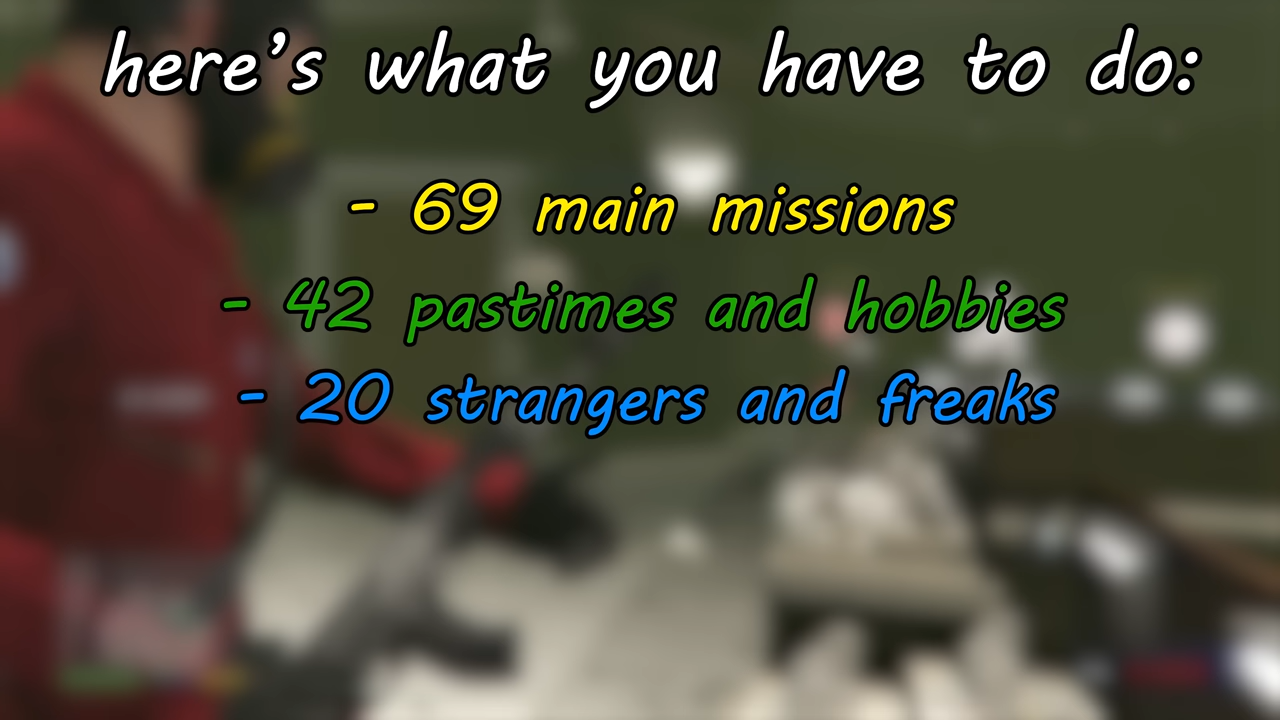 here's what you have to do:
- 69 main missions
- 42 pastimes and hobbies
- 20 strangers and freaks